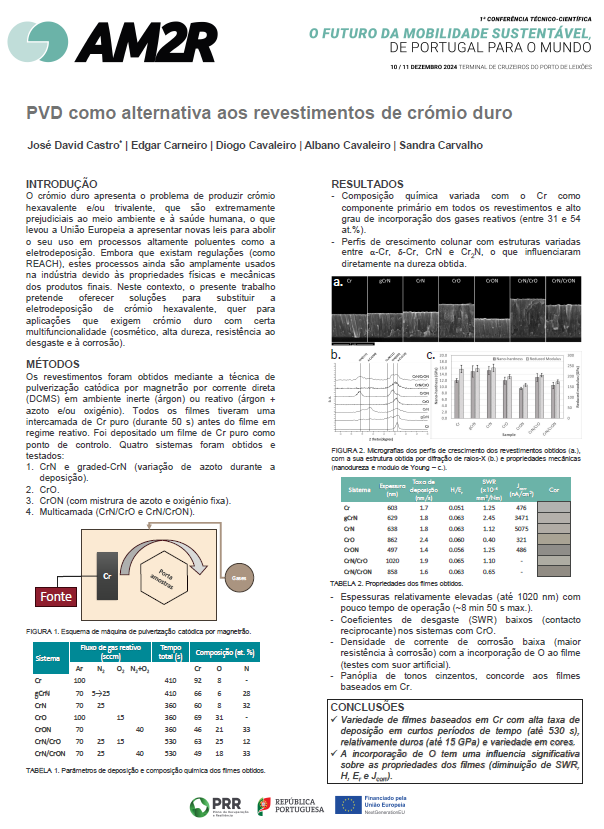 AM2R
1ª CONFERÊNCIA TÉCNICO-CIENTÍFICA
O FUTURO DA MOBILIDADE SUSTENTÁVEL,
DE PORTUGAL PARA O MUNDO
10 / 11 DEZEMBRO 2024 TERMINAL DE CRUZEIROS DO PORTO DE LEIXÕES
PVD como alternativa aos revestimentos de crómio duro
José David Castro* | Edgar Carneiro | Diogo Cavaleiro | Albano Cavaleiro | Sandra Carvalho
INTRODUÇÃO
O crómio duro apresenta o problema de produzir crómio
hexavalente e/ou trivalente, que são extremamente
prejudiciais ao meio ambiente e à saúde humana, o que
levou a União Europeia a apresentar novas leis para abolir
o seu uso em processos altamente poluentes como a
eletrodeposição. Embora que existam regulações (como
REACH), estes processos ainda são amplamente usados
na indústria devido às propriedades físicas e mecânicas
dos produtos finais. Neste contexto, o presente trabalho
pretende oferecer soluções para substituir a
eletrodeposição de crómio hexavalente, quer para
aplicações que exigem crómio duro com certa
multifuncionalidade (cosmético, alta dureza, resistência ao
desgaste e à corrosão).
MÉTODOS
Os revestimentos foram obtidos mediante a técnica de
pulverização catódica por magnetrão por corrente direta
(DCMS) em ambiente inerte (árgon) ou reativo (árgon +
azoto e/ou oxigénio). Todos os filmes tiveram uma
intercamada de Cr puro (durante 50 s) antes do filme em
regime reativo. Foi depositado um filme de Cr puro como
ponto de controlo. Quatro sistemas foram obtidos e
testados:
1. CrN e graded-CrN (variação de azoto durante a
deposição).
2. CrO.
3. CrON (com mistura de azoto e oxigénio fixa).
4. Multicamada (CrN/CrO e CrN/CrON).
Fonte
Cr
Porta
amostras
Gases
FIGURA 1. Esquema de máquina de pulverização catódica por magnetrão.
Sistema Fluxo de gas reativo (sccm) Tempo total (s) Composição (at. %)
Ar N2 O2 N2+O2 Cr O N
Cr 100 410 92 8 -
gCrN 70 5→25 410 66 6 28
CrN 70 25 360 60 8 32
CrO 100 15 360 69 31 -
CrON 70 40 360 46 21 33
CrN/CrO 70 25 15 530 63 25 12
CrN/CrON 70 25 40 530 49 18 33
TABELA 1. Parâmetros de deposição e composição química dos filmes obtidos.
RESULTADOS
- Composição química variada com o Cr como
componente primário em todos os revestimentos e alto
grau de incorporação dos gases reativos (entre 31 e 54
at.%).
- Perfis de crescimento colunar com estruturas variadas
entre α-Cr, δ-Cr, CrN e Cr2N, o que influenciaram
diretamente na dureza obtida.
a. Cr gCrN CrN CrO CrON CrN/CrO CrN/CrON
b.
c.
FIGURA 2. Micrografias dos perfis de crescimento dos revestimentos obtidos (a.),
com a sua estrutura obtida por difração de raios-X (b.) e propriedades mecânicas
(nanodureza e modulo de Young – c.).
Sistema Espessura (nm) Taxa de deposição (nm/s) H/Er SWR (x10-6 mm3/Nm) Jcorr (nA/cm2) Cor
Cr 603 1.7 0.051 1.25 476
gCrN 629 1.8 0.063 2.45 3471
CrN 638 1.8 0.063 1.12 5075
CrO 862 2.4 0.060 0.40 321
CrON 497 1.4 0.056 1.25 486
CrN/CrO 1020 1.9 0.065 1.10 -
CrN/CrON 858 1.6 0.063 0.65 -
TABELA 2. Propriedades dos filmes obtidos.
- Espessuras relativamente elevadas (até 1020 nm) com
pouco tempo de operação (~8 min 50 s max.).
- Coeficientes de desgaste (SWR) baixos (contacto
reciprocante) nos sistemas com CrO.
- Densidade de corrente de corrosão baixa (maior
resistência à corrosão) com a incorporação de O ao filme
(testes com suor artificial).
- Panóplia de tonos cinzentos, concorde aos filmes
baseados em Cr.
CONCLUSÕES
✓ Variedade de filmes baseados em Cr com alta taxa de
deposição em curtos períodos de tempo (até 530 s),
relativamente duros (até 15 GPa) e variedade em cores.
✓ A incorporação de O tem uma influencia significativa
sobre as propriedades dos filmes (diminuição de SWR,
H, Er e Jcorr).
PRR
Plano de Recuperação
e Resiliência
REPÚBLICA
PORTUGUESA
Financiado pela
União Europeia
NextGenerationEU